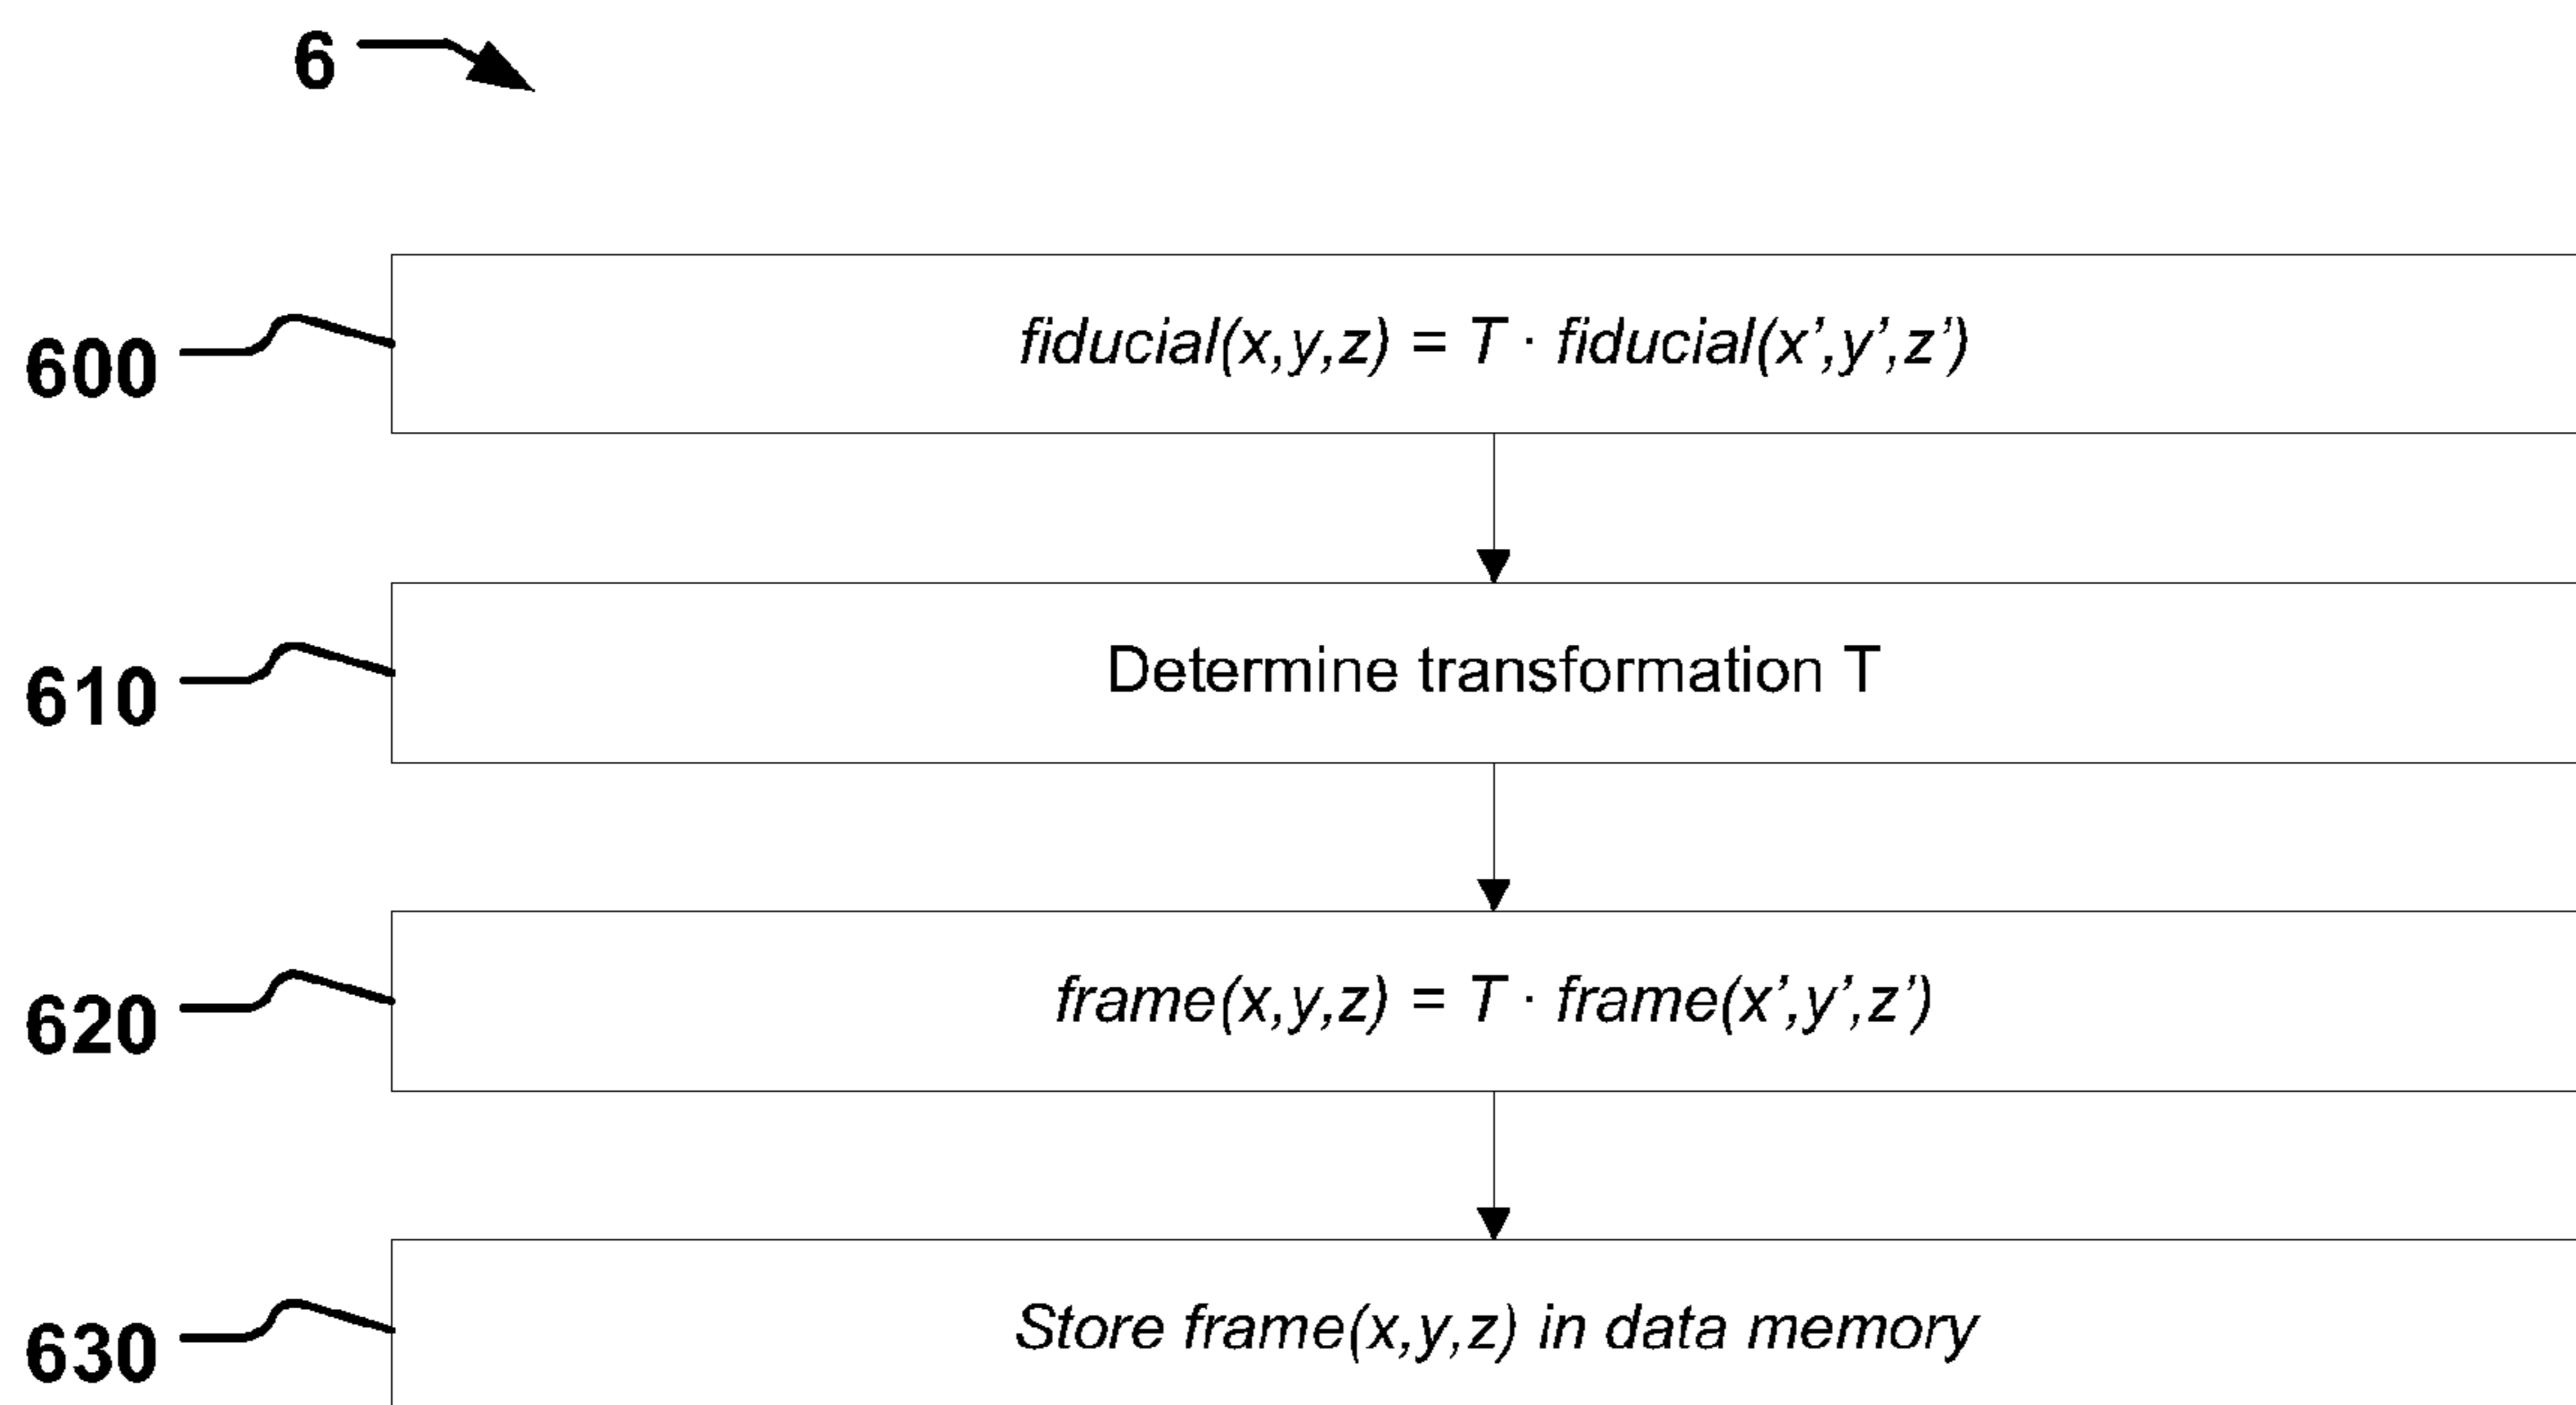 6
600
fiducial(x,y,z) = T · fiducial(x’,y’,z’)
610
Determine transformation T
620
frame(x,y,z) = T · frame(x’,y’,z’)
630
Store frame(x,y,z) in data memory